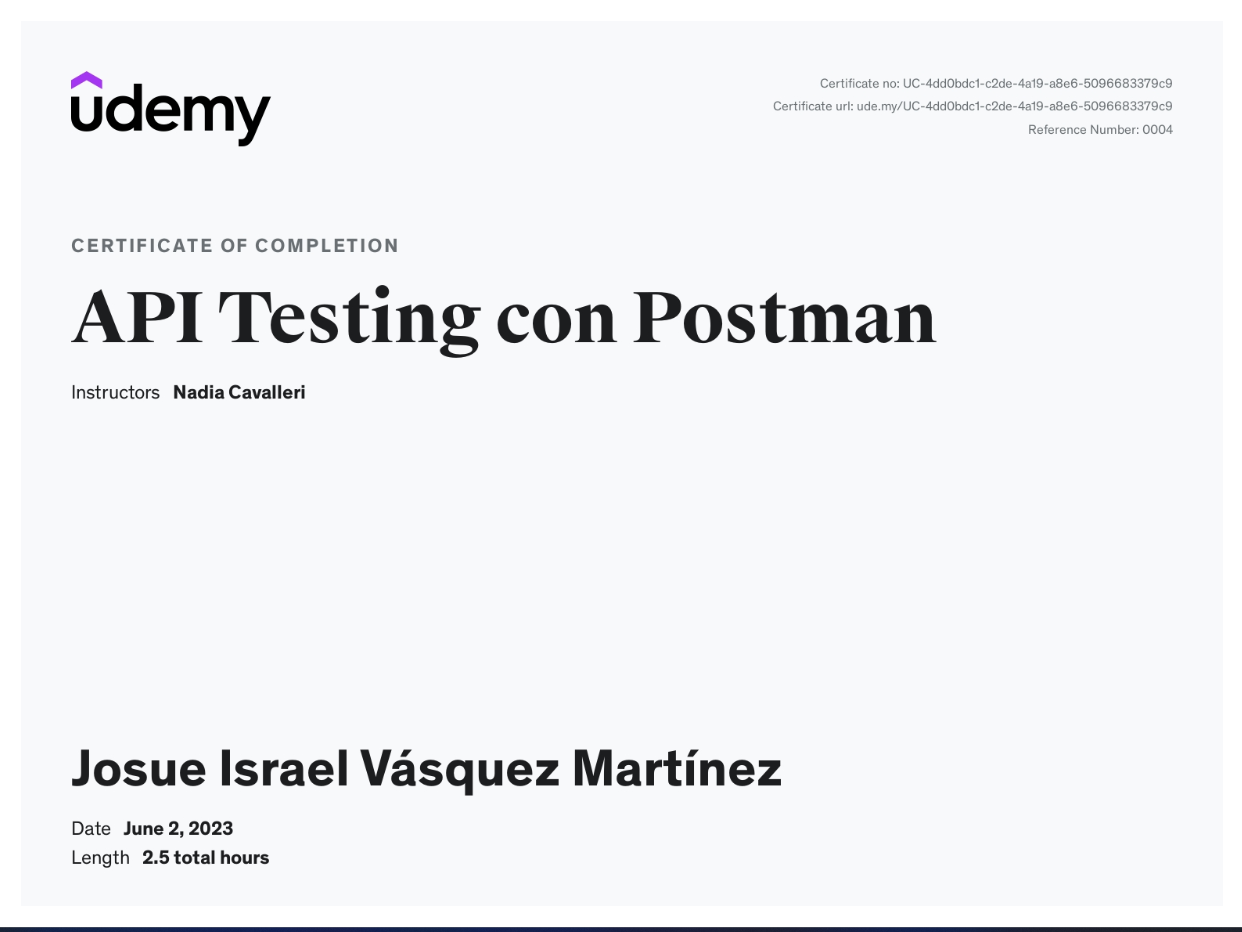 udemy
Certificate no: UC-4dd0bdc1-c2de-4a19-a8e6-5096683379c9
Certificate url: ude.my/UC-4dd0bdc1-c2de-4a19-a8e6-5096683379c9
Reference Number: 0004
CERTIFICATE OF COMPLETION
API Testing con Postman
Instructors Nadia Cavalleri
Josue Israel Vásquez Martínez
Date June 2, 2023
Length 2.5 total hours